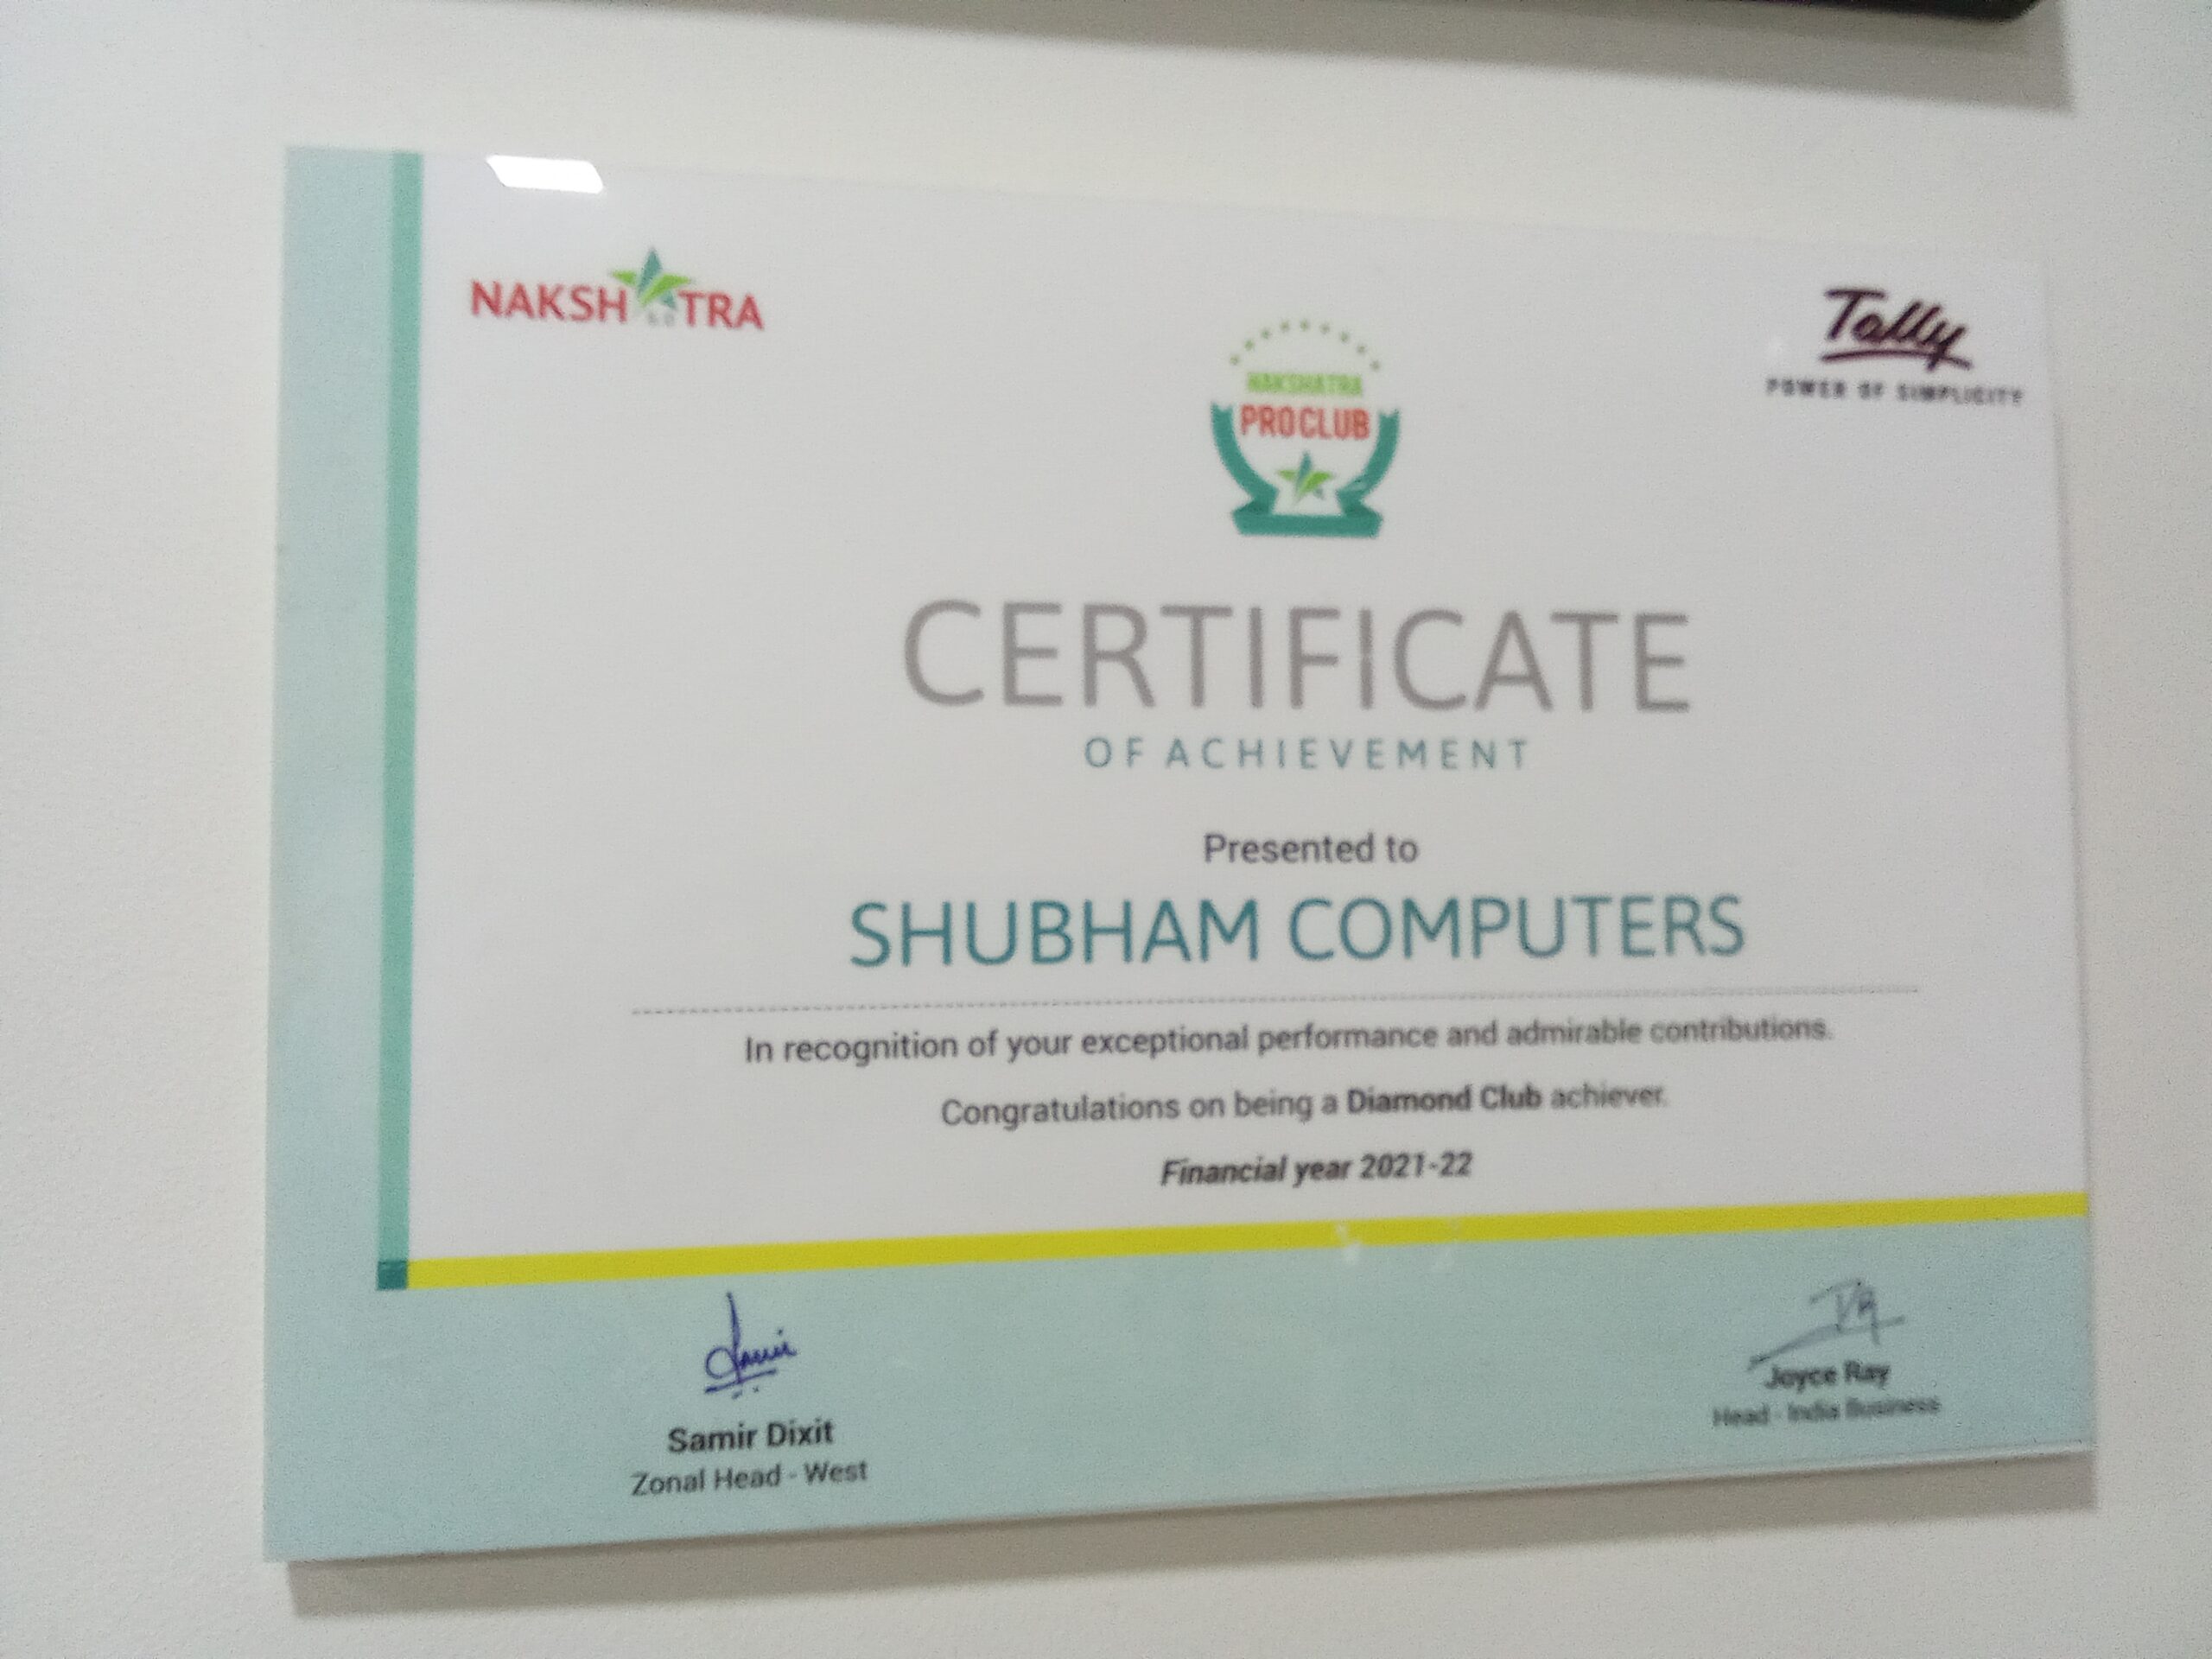 NAKSHATRA
Tally
POWER OF SIMPLICITY
NAKSHATRA
PRO CLUB
CERTIFICATE
OF ACHIEVEMENT
Presented to
SHUBHAM COMPUTERS
In recognition of your exceptional performance and admirable contributions.
Congratulations on being a Diamond Club achiever.
Financial year 2021-22
Samir Dixit
Zonal Head - West
Joyce Ray
Head - India Business